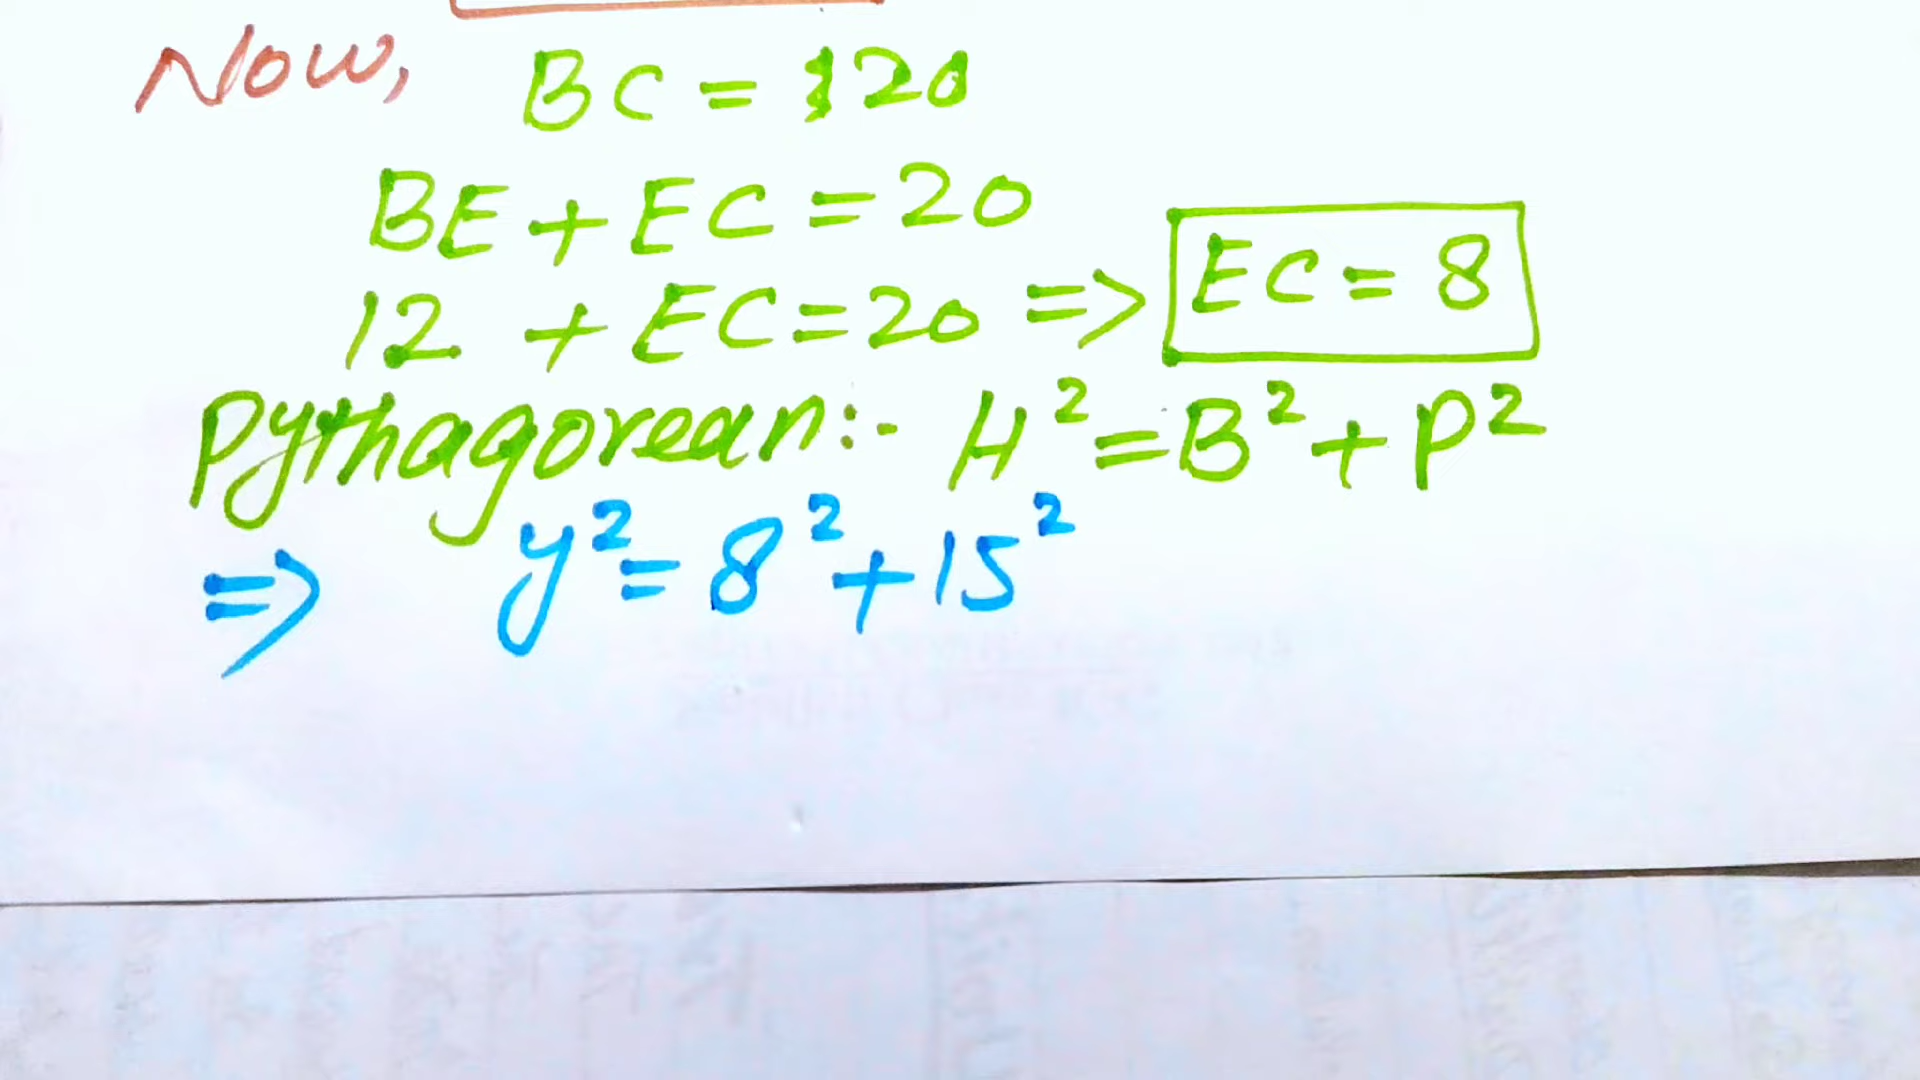 Now, BC = 20
BE + EC = 20
12 + EC = 20 => EC = 8
Pythagorean:- H² = B² + P²
=> y² = 8² + 15²